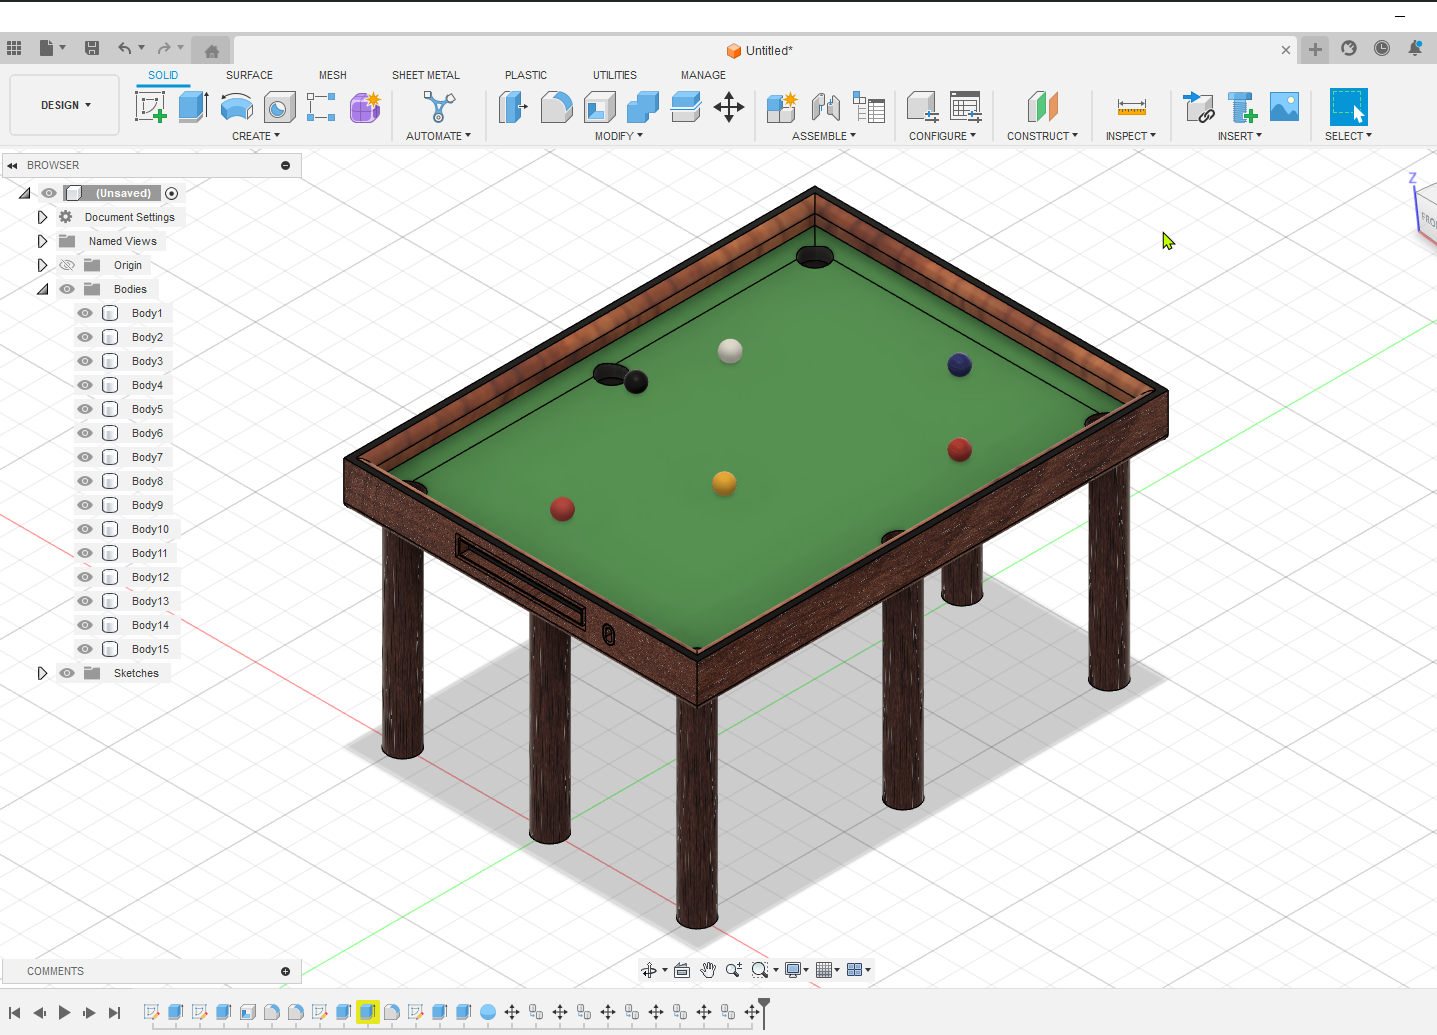 Untitled*
DESIGN
SOLID SURFACE MESH SHEET METAL PLASTIC UTILITIES MANAGE
CREATE AUTOMATE MODIFY ASSEMBLE CONFIGURE CONSTRUCT INSPECT INSERT SELECT
BROWSER
(Unsaved)
Document Settings
Named Views
Origin
Bodies
Body1
Body2
Body3
Body4
Body5
Body6
Body7
Body8
Body9
Body10
Body11
Body12
Body13
Body14
Body15
Sketches
Z
COMMENTS